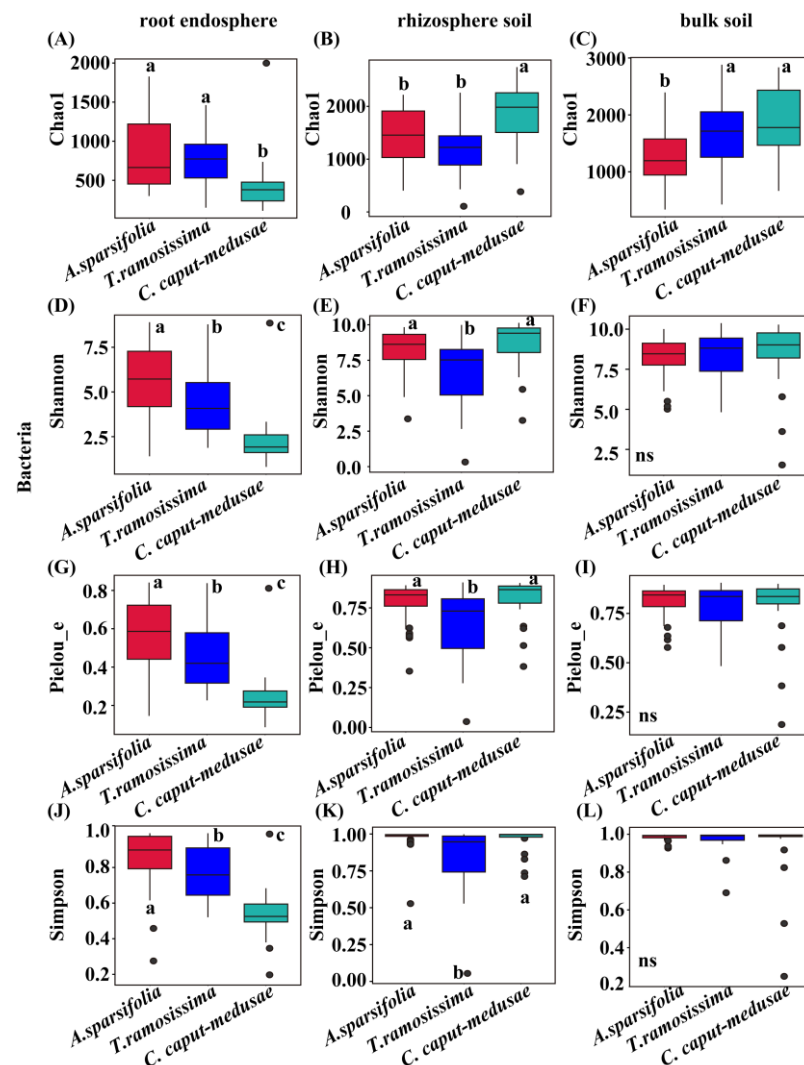 root endosphere rhizosphere soil bulk soil
(A) (B) (C)
Chao1 2000 1500 1000 500 a a b
Chao1 2000 1000 0 b b a
Chao1 3000 2000 1000 b a a
A.sparsifolia T.ramosissima C. caput-medusae
A.sparsifolia T.ramosissima C. caput-medusae
A.sparsifolia T.ramosissima C. caput-medusae
Bacteria
(D) (E) (F)
Shannon 7.5 5.0 2.5 a b c
Shannon 10.0 7.5 5.0 2.5 0.0 a b a
Shannon 10.0 7.5 5.0 2.5 ns
A.sparsifolia T.ramosissima C. caput-medusae
A.sparsifolia T.ramosissima C. caput-medusae
A.sparsifolia T.ramosissima C. caput-medusae
(G) (H) (I)
Pielou_e 0.8 0.6 0.4 0.2 a b c
Pielou_e 0.75 0.50 0.25 0.00 a b a
Pielou_e 0.75 0.50 0.25 ns
A.sparsifolia T.ramosissima C. caput-medusae
A.sparsifolia T.ramosissima C. caput-medusae
A.sparsifolia T.ramosissima C. caput-medusae
(J) (K) (L)
Simpson 1.0 0.8 0.6 0.4 0.2 a b c
Simpson 1.00 0.75 0.50 0.25 0.00 a b a
Simpson 1.0 0.8 0.6 0.4 0.2 ns
A.sparsifolia T.ramosissima C. caput-medusae
A.sparsifolia T.ramosissima C. caput-medusae
A.sparsifolia T.ramosissima C. caput-medusae